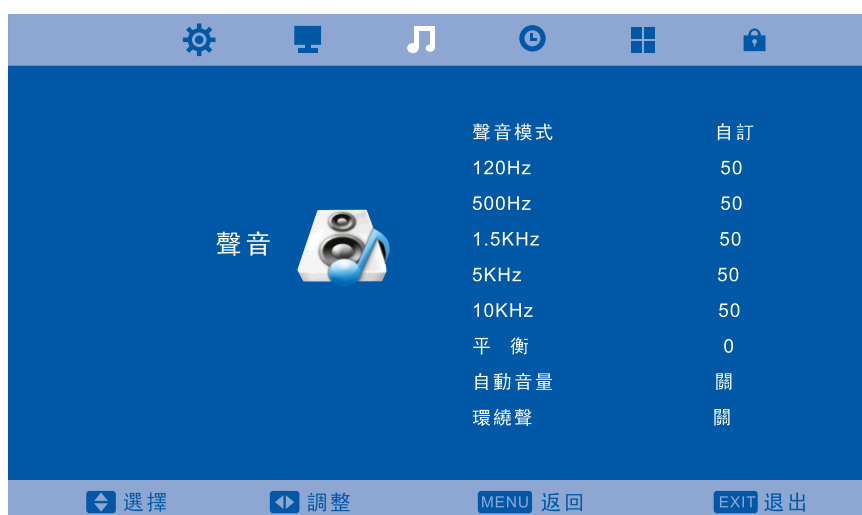 聲音
聲音模式 自訂
120Hz 50
500Hz 50
1.5KHz 50
5KHz 50
10KHz 50
平 衡 0
自動音量 關
環繞聲 關
選擇 調整 MENU 返回 EXIT 退出